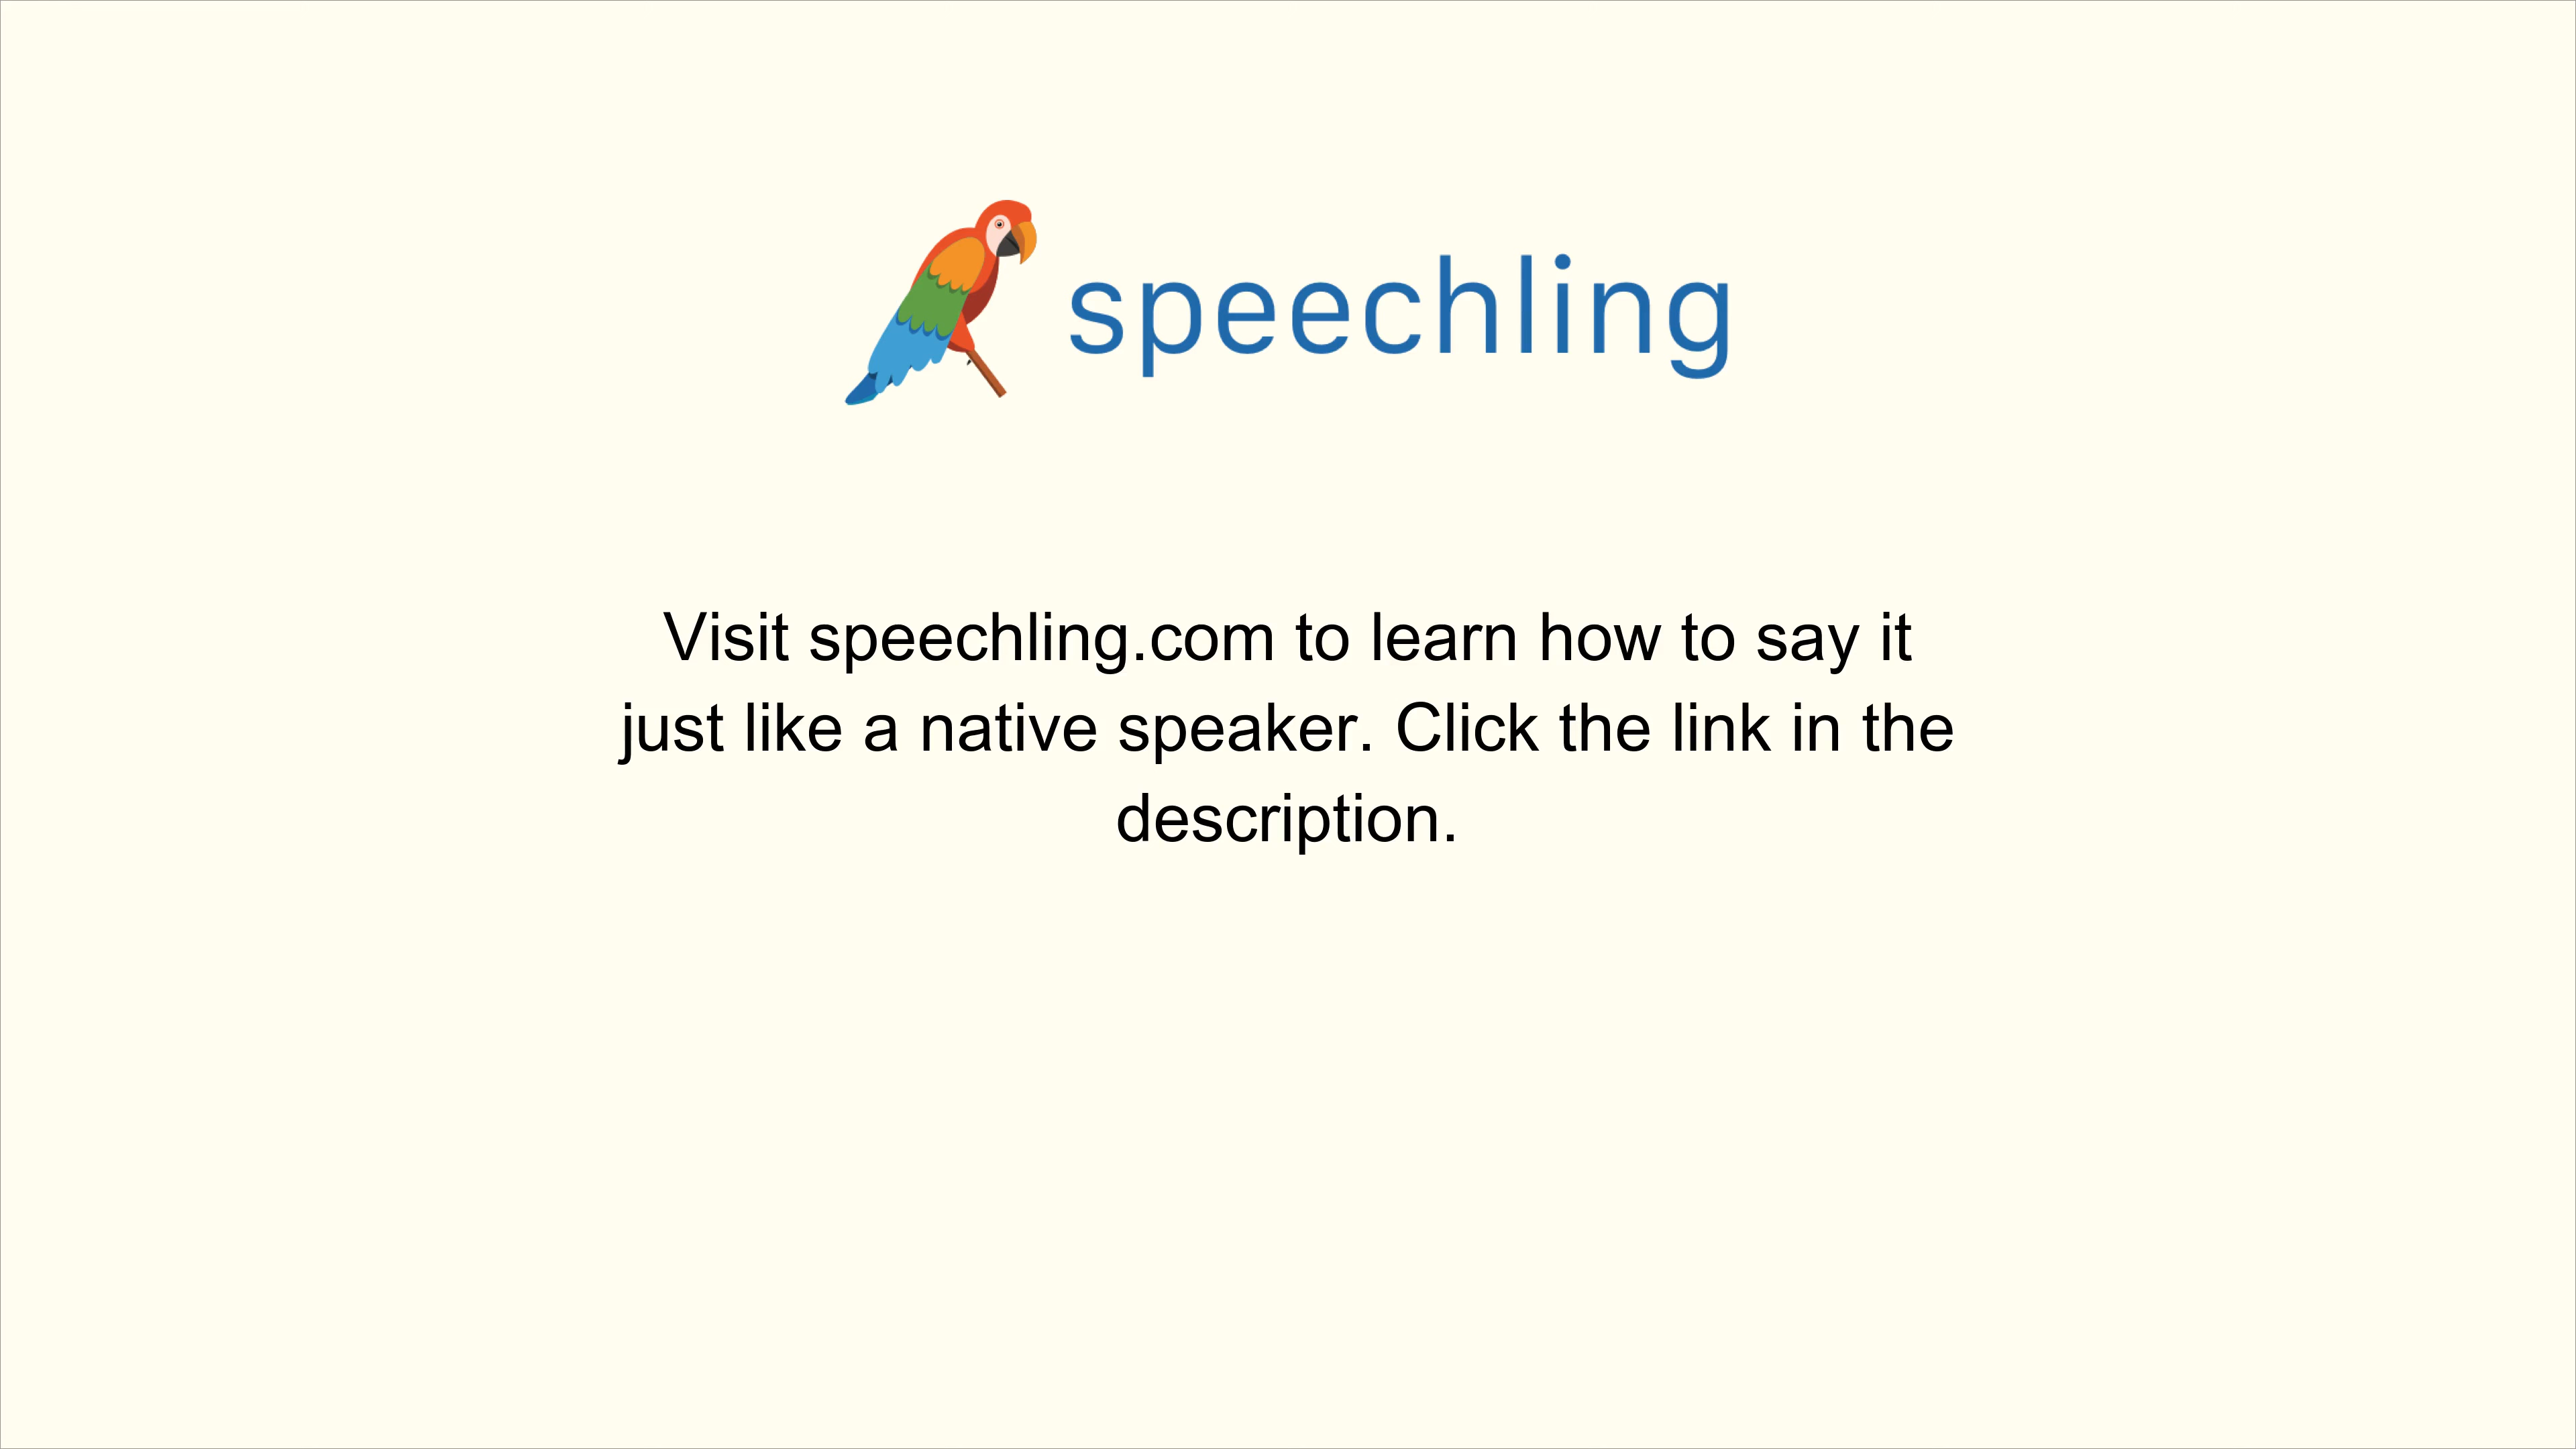 speechling
Visit speechling.com to learn how to say it
just like a native speaker. Click the link in the
description.